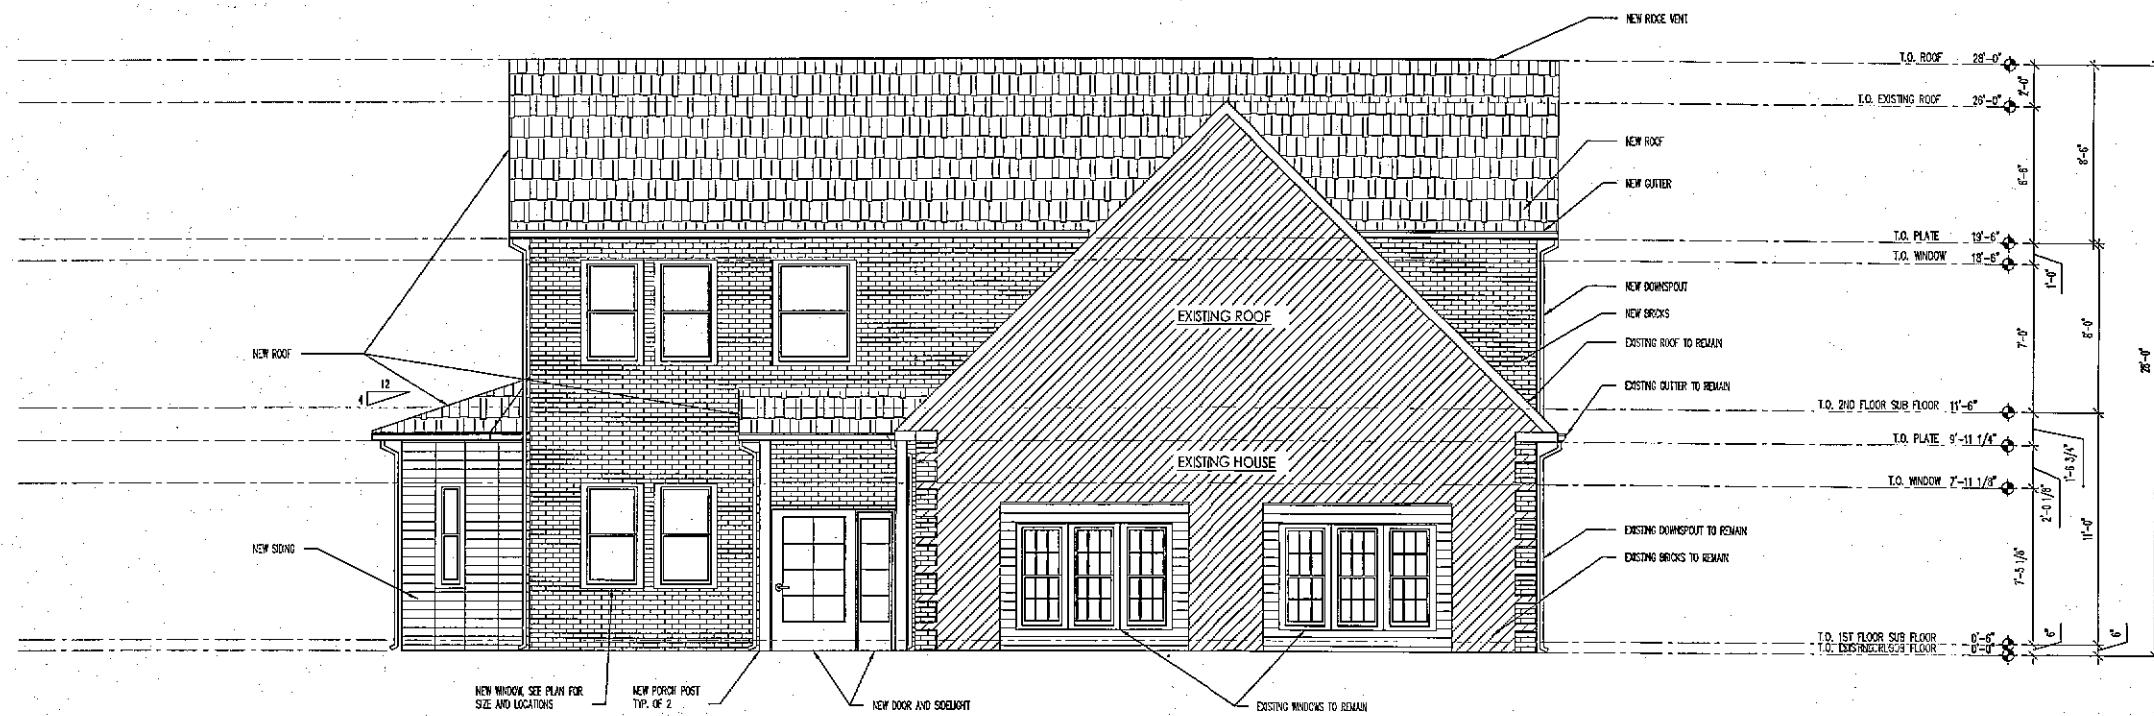 NEW RIDGE VENT
T.O. ROOF 28'-0"
T.O. EXISTING ROOF 26'-0"
2'-0"
NEW ROOF
6'-6"
8'-6"
NEW GUTTER
T.O. PLATE 19'-6"
T.O. WINDOW 18'-6"
1'-0"
NEW DOWNSPOUT
NEW BRICKS
EXISTING ROOF
EXISTING ROOF TO REMAIN
7'-0"
8'-0"
28'-0"
NEW ROOF
12
4
EXISTING GUTTER TO REMAIN
T.O. 2ND FLOOR SUB FLOOR 11'-6"
T.O. PLATE 9'-11 1/4"
1'-6 3/4"
EXISTING HOUSE
T.O. WINDOW 7'-11 1/8"
2'-0 1/8"
11'-0"
EXISTING DOWNSPOUT TO REMAIN
NEW SIDING
EXISTING BRICKS TO REMAIN
7'-5 1/8"
T.O. 1ST FLOOR SUB FLOOR 0'-6"
T.O. FLOOR 0'-0"
6"
6"
NEW WINDOW, SEE PLAN FOR
SIZE AND LOCATIONS
NEW PORCH POST
TYP. OF 2
NEW DOOR AND SIDELIGHT
EXISTING WINDOWS TO REMAIN